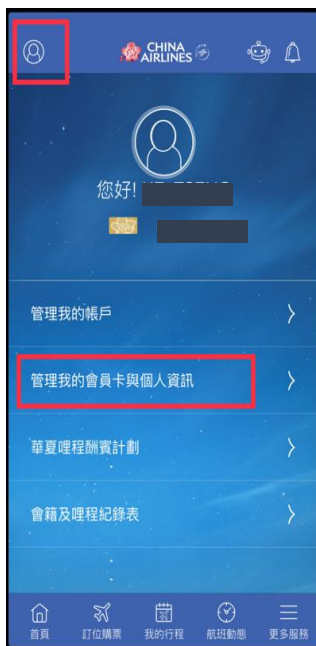 CHINA
AIRLINES
您好!
管理我的帳戶
管理我的會員卡與個人資訊
華夏哩程酬賓計劃
會籍及哩程紀錄表
首頁 訂位購票 我的行程 航班動態 更多服務